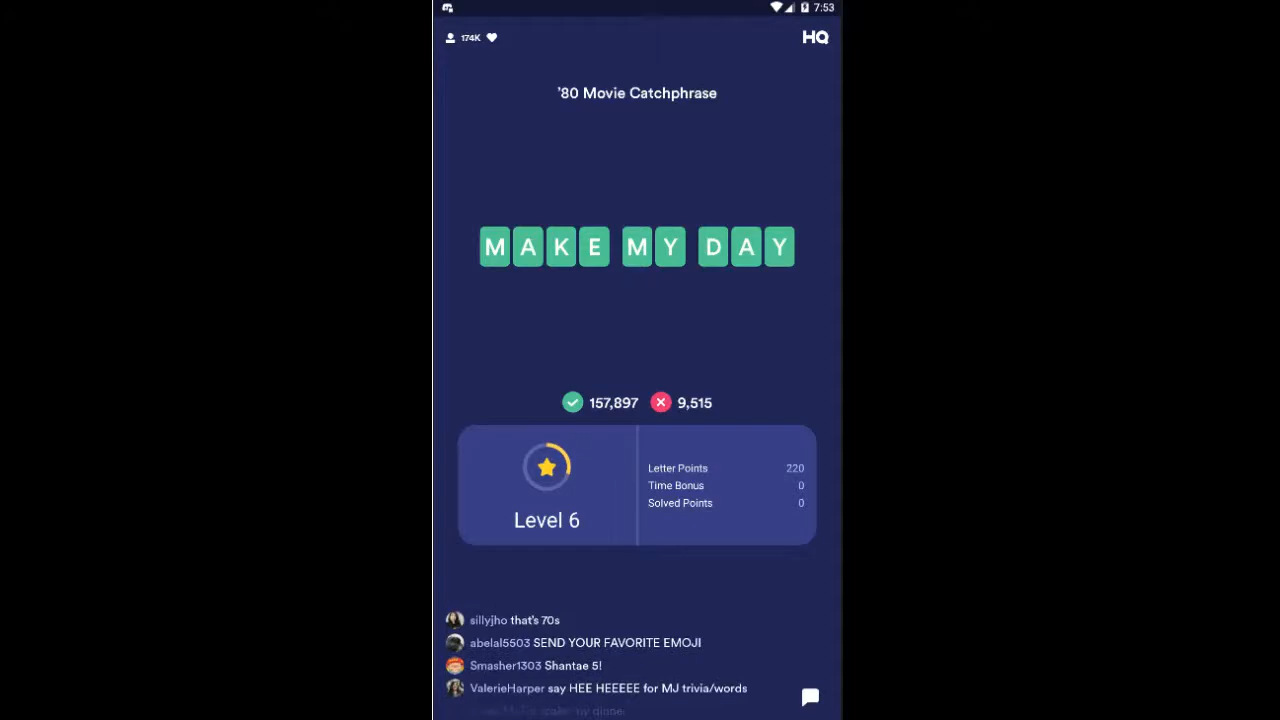 7:53
174K
HQ
'80 Movie Catchphrase
MAKE MY DAY
157,897 9,515
Level 6
Letter Points 220
Time Bonus 0
Solved Points 0
sillyjho that's 70s
abelal5503 SEND YOUR FAVORITE EMOJI
Smasher1303 Shantae 5!
ValerieHarper say HEE HEEEEE for MJ trivia/words